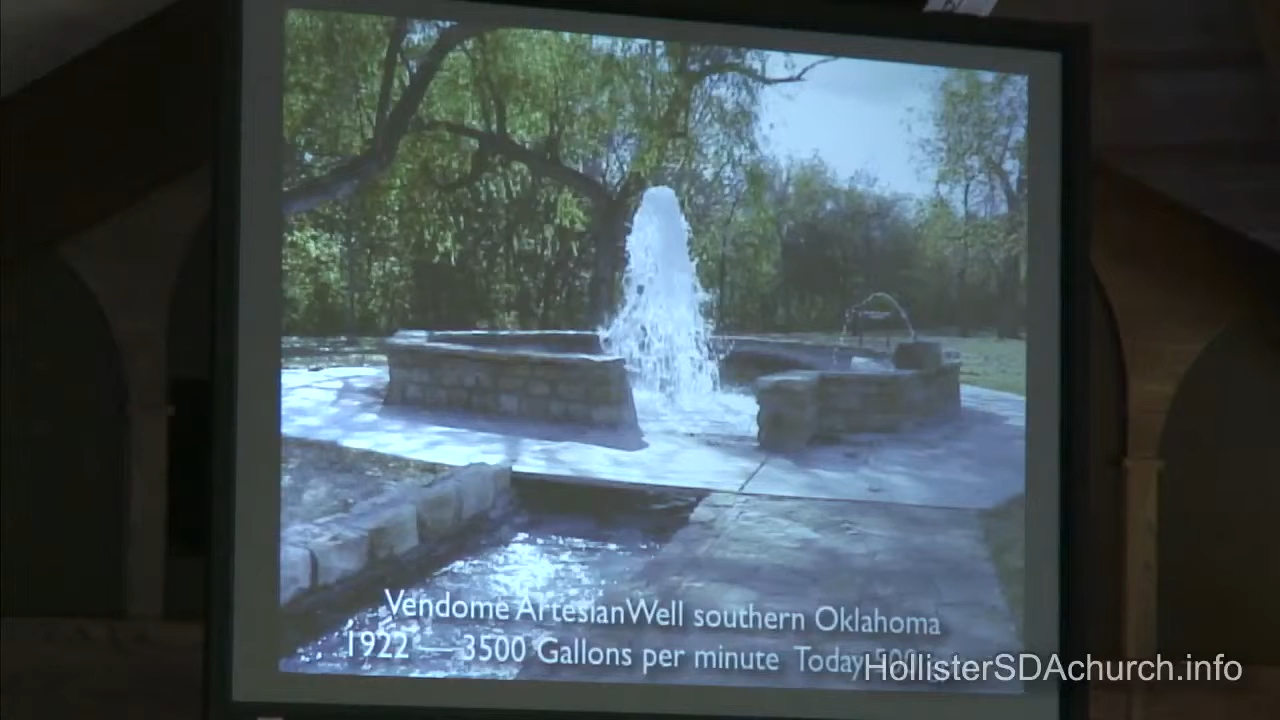 Vendome Artesian Well southern Oklahoma
1922 — 3500 Gallons per minute Today
HollisterSDAchurch.info